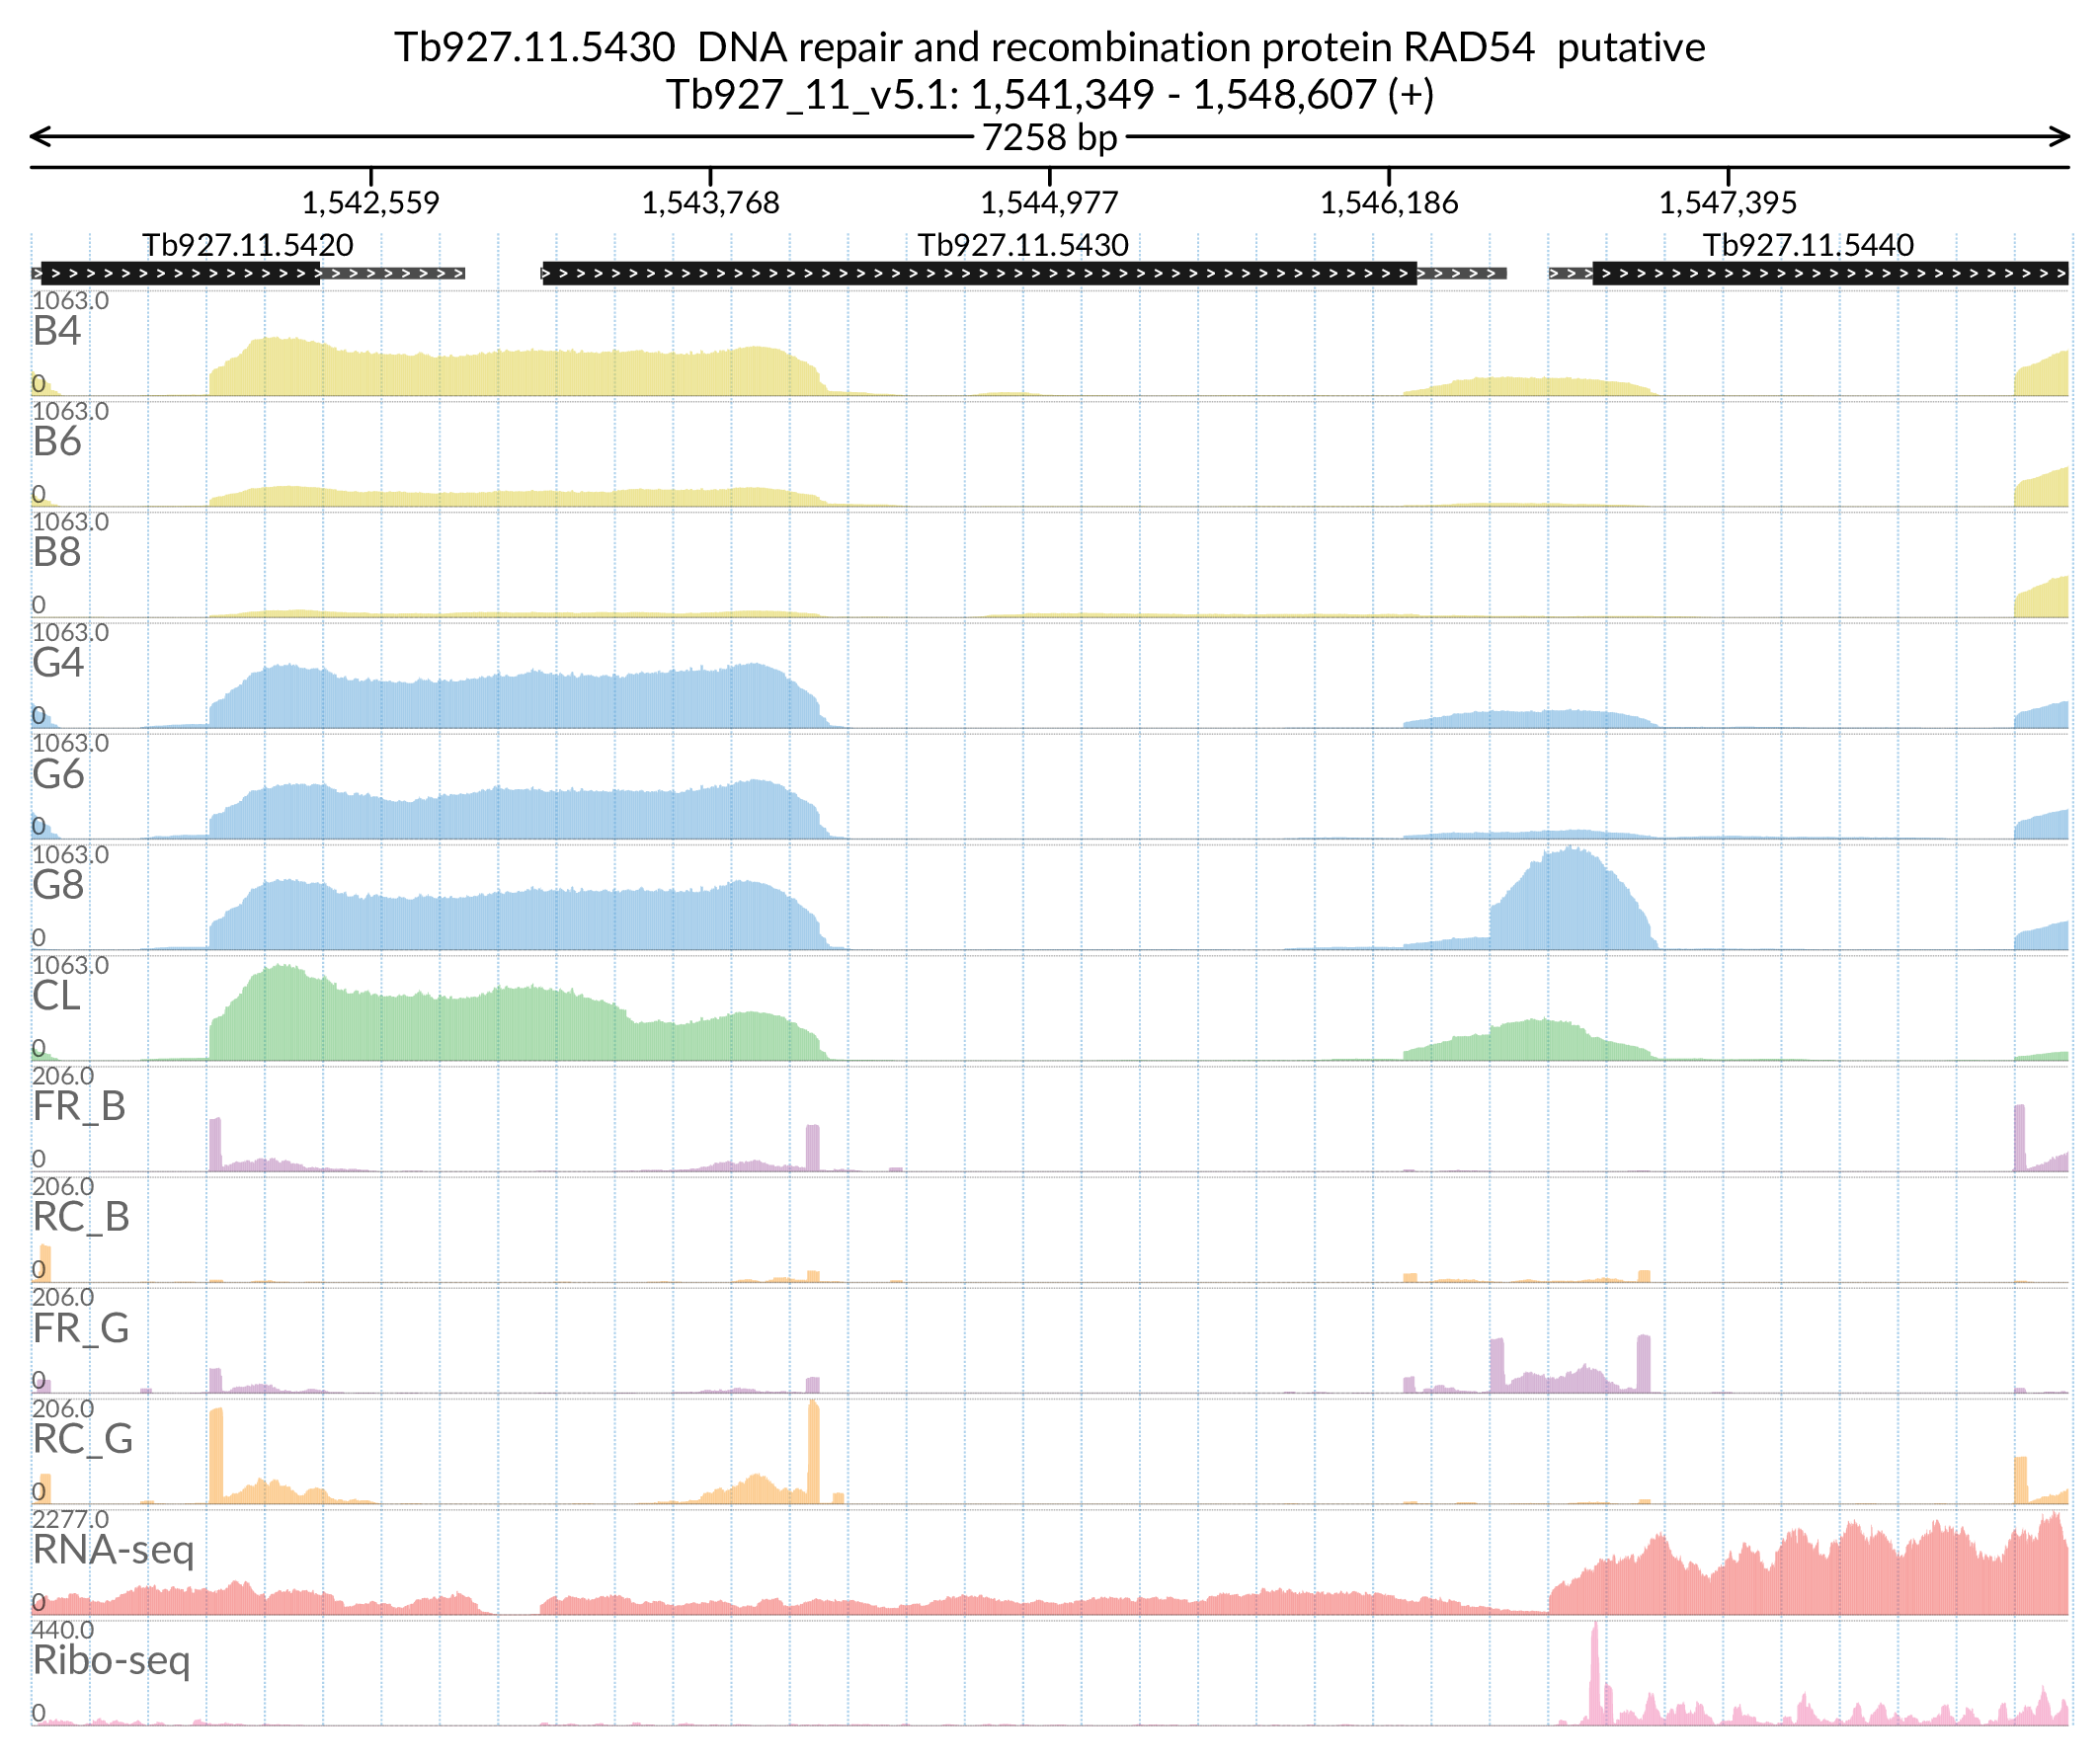 Tb927.11.5430  DNA repair and recombination protein RAD54  putative
Tb927_11_v5.1: 1,541,349 - 1,548,607 (+)
7258 bp
1,542,559 1,543,768 1,544,977 1,546,186 1,547,395
Tb927.11.5420 Tb927.11.5430 Tb927.11.5440
1063.0
B4
0
1063.0
B6
0
1063.0
B8
0
1063.0
G4
0
1063.0
G6
0
1063.0
G8
0
1063.0
CL
0
206.0
FR_B
0
206.0
RC_B
0
206.0
FR_G
0
206.0
RC_G
0
2277.0
RNA-seq
0
440.0
Ribo-seq
0